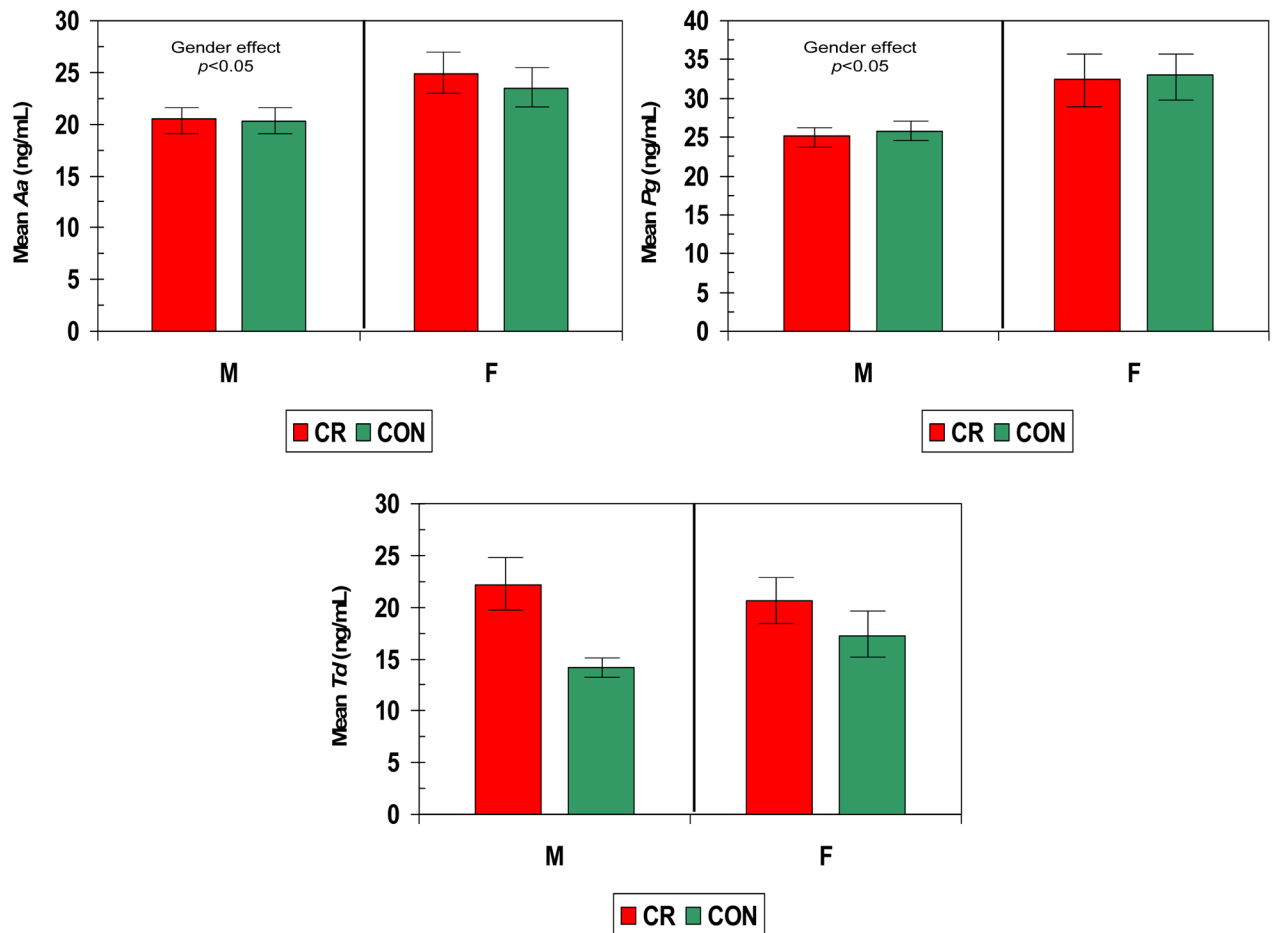 Mean Aa (ng/mL)
30
25
20
15
10
5
0
Gender effect
p<0.05
M
F
CR CON
Mean Pg (ng/mL)
40
35
30
25
20
15
10
5
0
Gender effect
p<0.05
M
F
CR CON
Mean Td (ng/mL)
30
25
20
15
10
5
0
M
F
CR CON